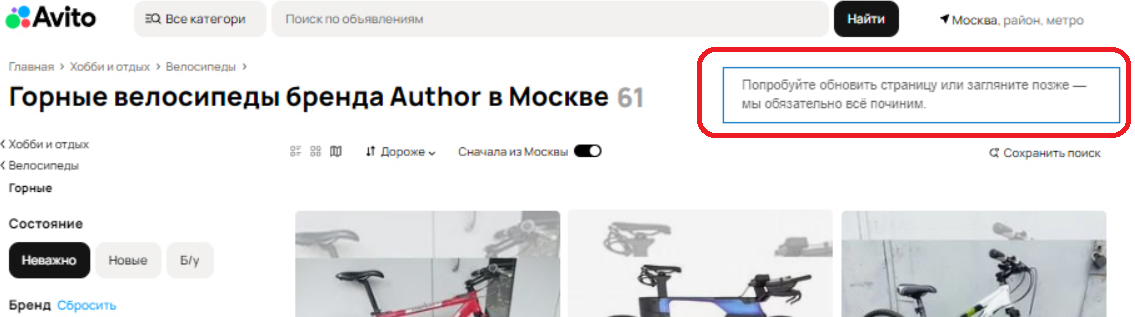 Avito
Все категори
Поиск по объявлениям
Найти
Москва, район, метро
Главная > Хобби и отдых > Велосипеды >
Горные велосипеды бренда Author в Москве 61
Попробуйте обновить страницу или загляните позже —
мы обязательно всё починим.
Хобби и отдых
Велосипеды
Горные
Дороже
Сначала из Москвы
Сохранить поиск
Состояние
Неважно
Новые
Б/у
Бренд Сбросить